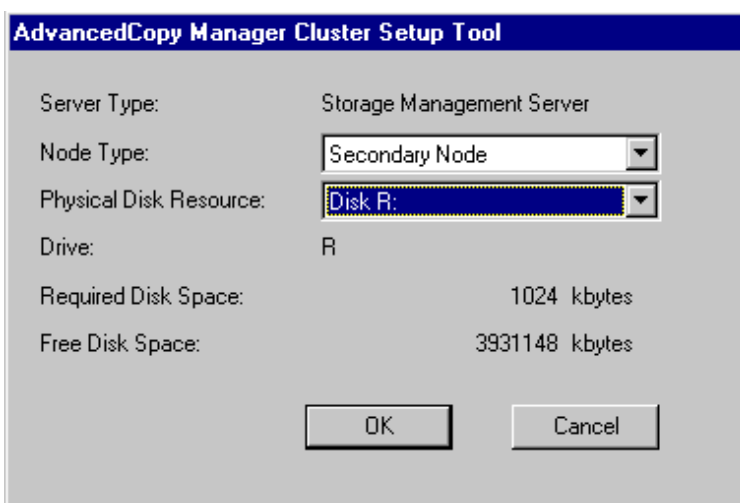 AdvancedCopy Manager Cluster Setup Tool
Server Type: Storage Management Server
Node Type: Secondary Node
Physical Disk Resource: Disk R:
Drive: R
Required Disk Space: 1024 kbytes
Free Disk Space: 3931148 kbytes
OK Cancel